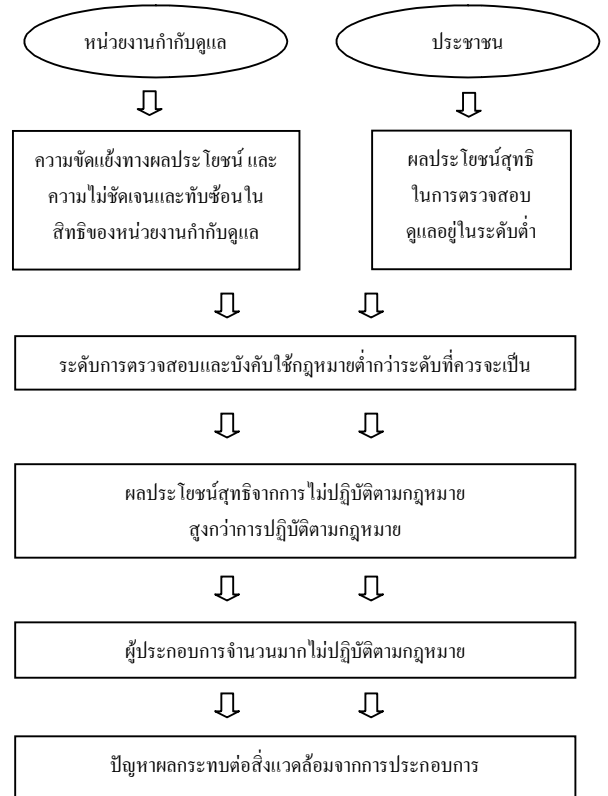 หน่วยงานกำกับดูแล
ประชาชน
ความขัดแย้งทางผลประโยชน์ และ
ความไม่ชัดเจนและทับซ้อนใน
สิทธิของหน่วยงานกำกับดูแล
ผลประโยชน์สุทธิ
ในการตรวจสอบ
ดูแลอยู่ในระดับต่ำ
ระดับการตรวจสอบและบังคับใช้กฎหมายต่ำกว่าระดับที่ควรจะเป็น
ผลประโยชน์สุทธิจากการไม่ปฏิบัติตามกฎหมาย
สูงกว่าการปฏิบัติตามกฎหมาย
ผู้ประกอบการจำนวนมากไม่ปฏิบัติตามกฎหมาย
ปัญหาผลกระทบต่อสิ่งแวดล้อมจากการประกอบการ